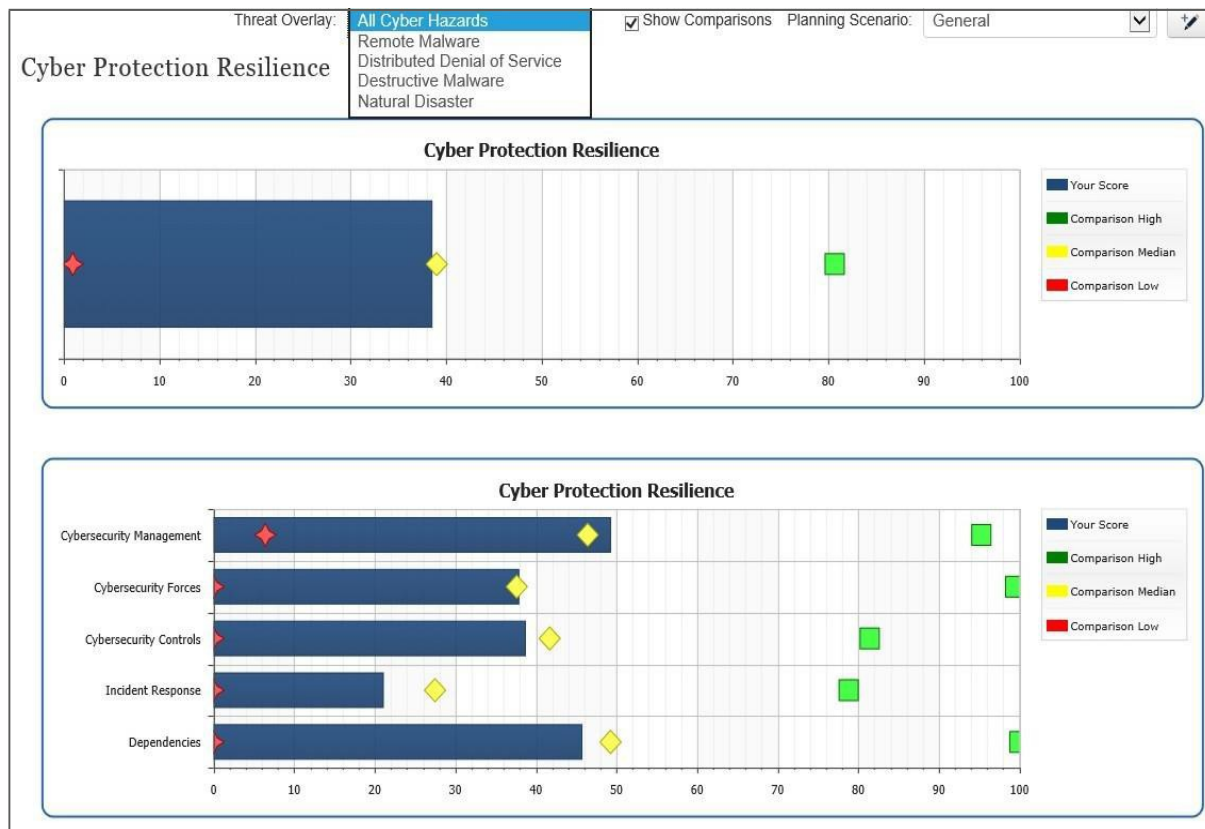 Threat Overlay: All Cyber Hazards Show Comparisons Planning Scenario: General
Remote Malware
Distributed Denial of Service
Destructive Malware
Natural Disaster
Cyber Protection Resilience
Cyber Protection Resilience
Your Score
Comparison High
Comparison Median
Comparison Low
0 10 20 30 40 50 60 70 80 90 100
Cyber Protection Resilience
Cybersecurity Management
Cybersecurity Forces
Cybersecurity Controls
Incident Response
Dependencies
Your Score
Comparison High
Comparison Median
Comparison Low
0 10 20 30 40 50 60 70 80 90 100